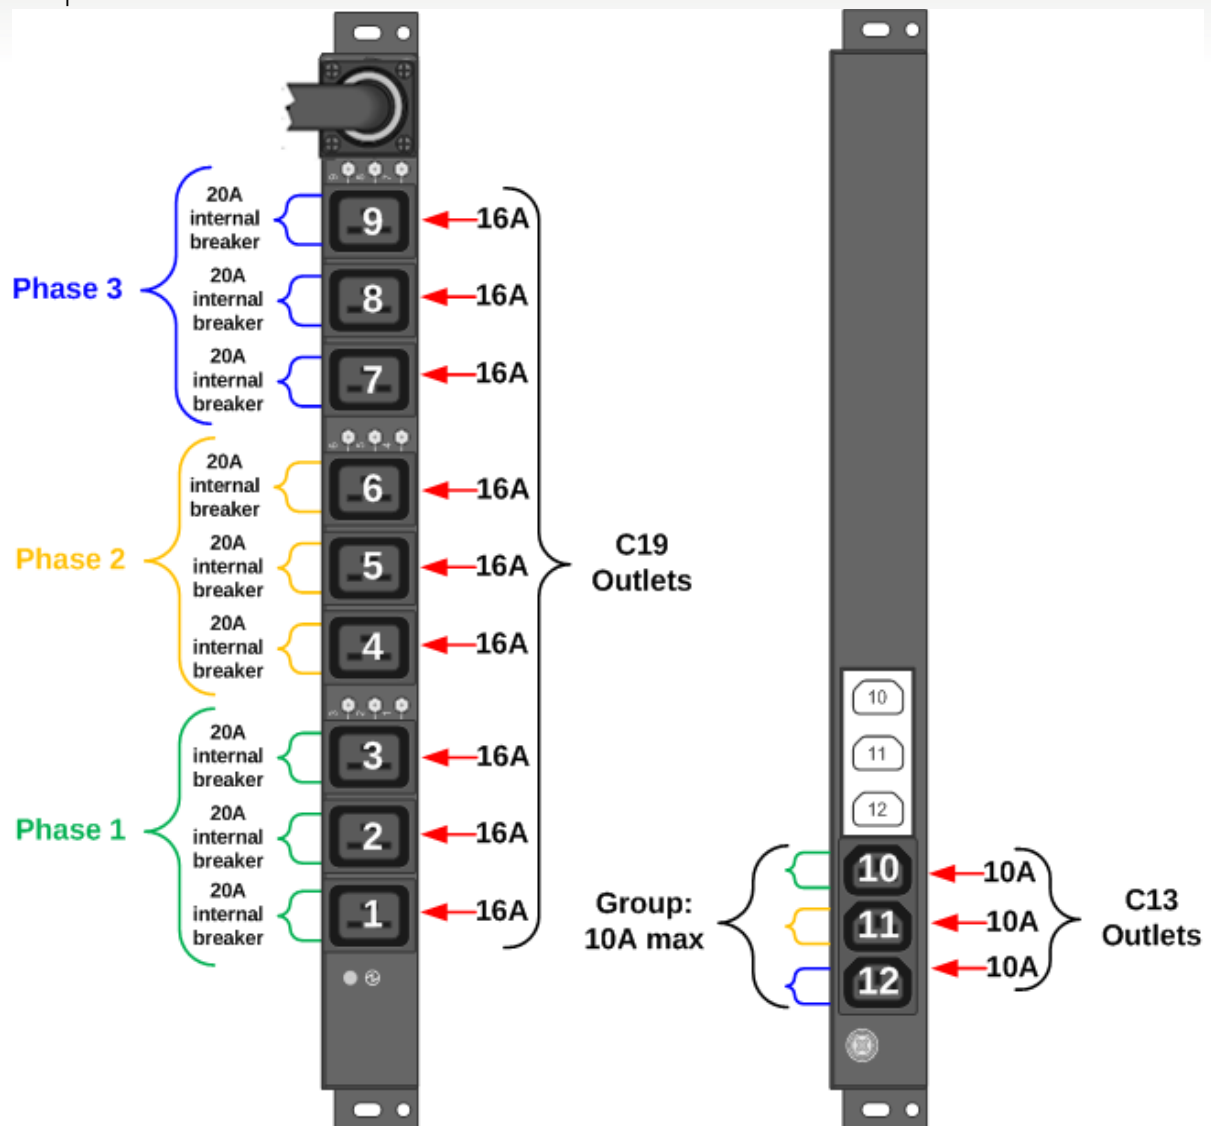 20A
internal
breaker
9
16A
Phase 3
20A
internal
breaker
8
16A
20A
internal
breaker
7
16A
20A
internal
breaker
6
16A
Phase 2
20A
internal
breaker
5
16A
C19
Outlets
20A
internal
breaker
4
16A
3 2 1
20A
internal
breaker
3
16A
Phase 1
20A
internal
breaker
2
16A
20A
internal
breaker
1
16A
10
11
12
Group:
10A max
10
10A
11
10A
12
10A
C13
Outlets